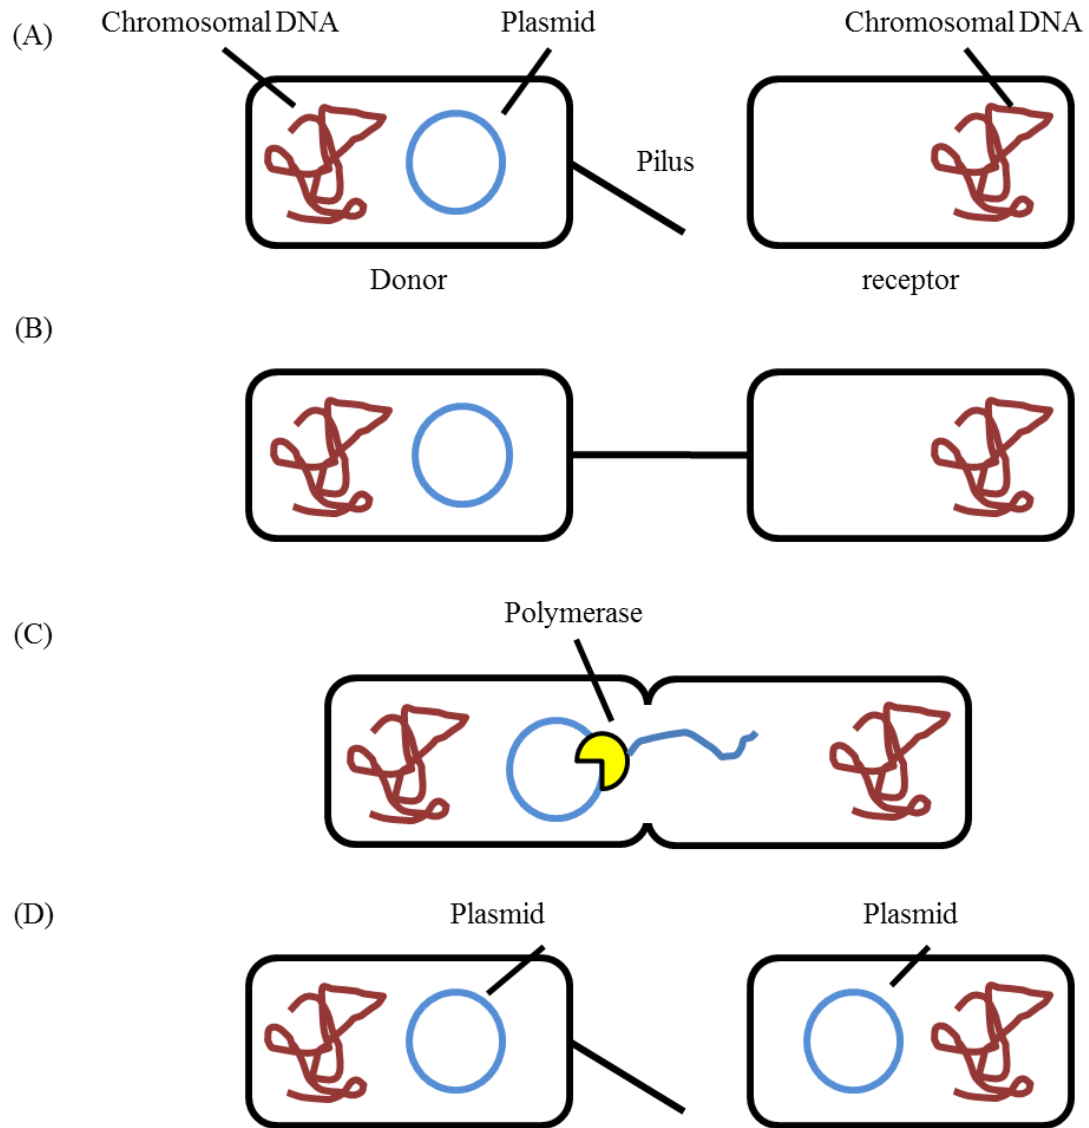 (A)
Chromosomal DNA
Plasmid
Chromosomal DNA
Pilus
Donor
receptor
(B)
(C)
Polymerase
(D)
Plasmid
Plasmid